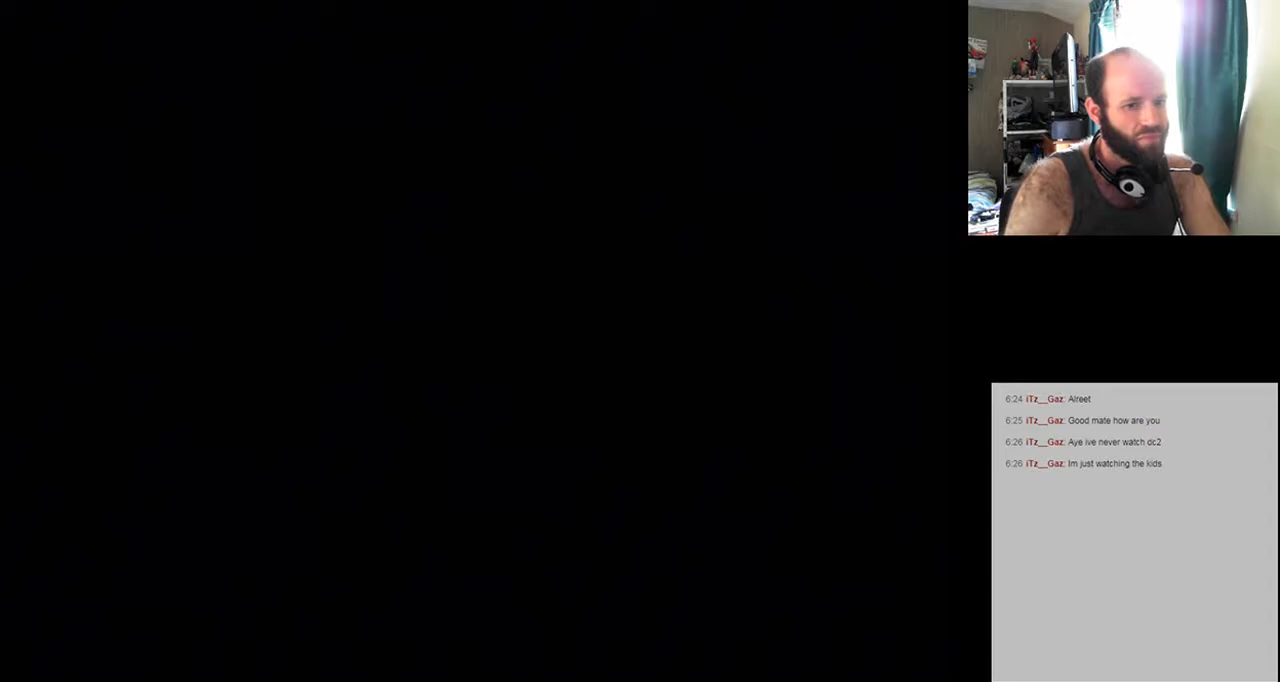 6:24 iTz__Gaz: Alreet
6:25 iTz__Gaz: Good mate how are you
6:26 iTz__Gaz: Aye ive never watch dc2
6:26 iTz__Gaz: Im just watching the kids